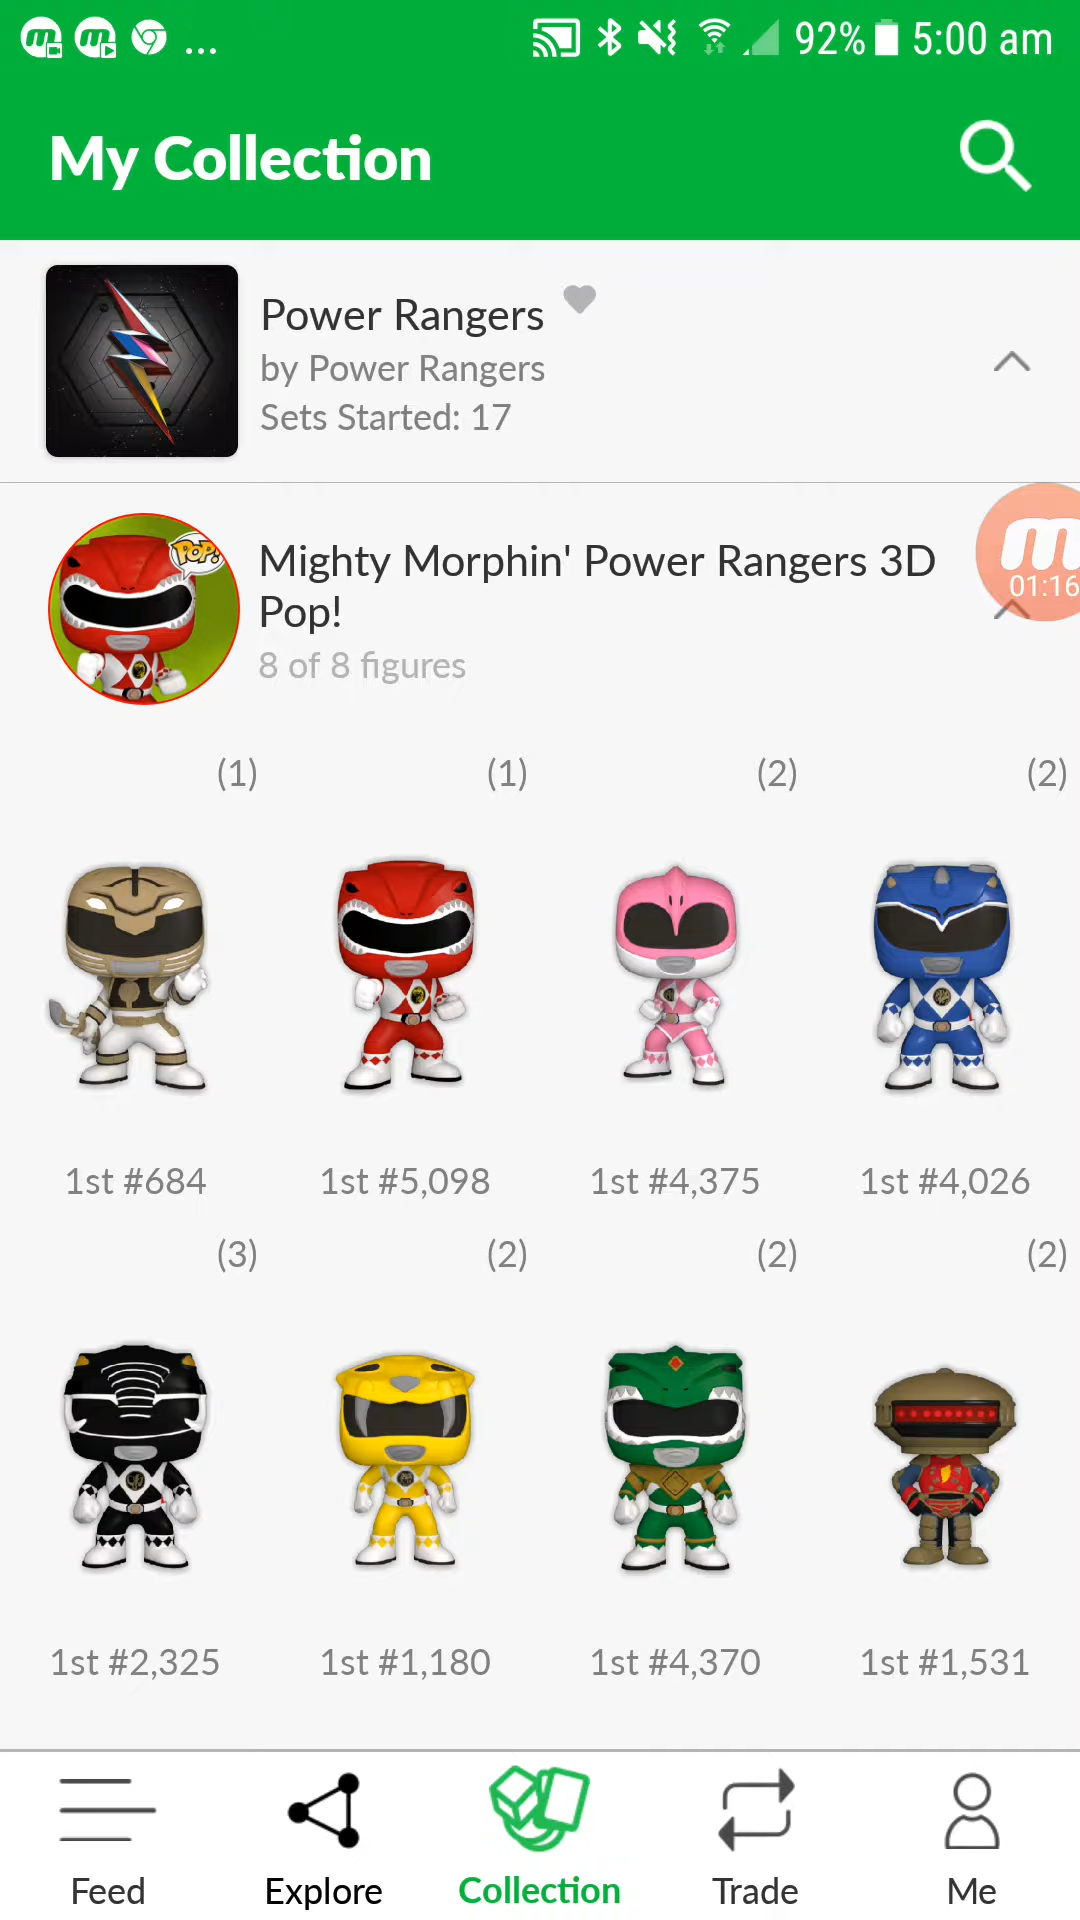 ... 92% 5:00 am
My Collection
Power Rangers
by Power Rangers
Sets Started: 17
POP!
Mighty Morphin' Power Rangers 3D
Pop!
8 of 8 figures
01:16
(1) (1) (2) (2)
1st #684 1st #5,098 1st #4,375 1st #4,026
(3) (2) (2) (2)
1st #2,325 1st #1,180 1st #4,370 1st #1,531
Feed Explore Collection Trade Me